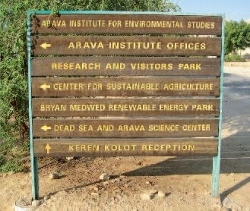 ARAVA INSTITUTE FOR ENVIRONMENTAL STUDIES
ARAVA INSTITUTE OFFICES
RESEARCH AND VISITORS PARK
CENTER FOR SUSTAINABLE AGRICULTURE
BRYAN MEDWED RENEWABLE ENERGY PARK
DEAD SEA AND ARAVA SCIENCE CENTER
KEREN KOLOT RECEPTION